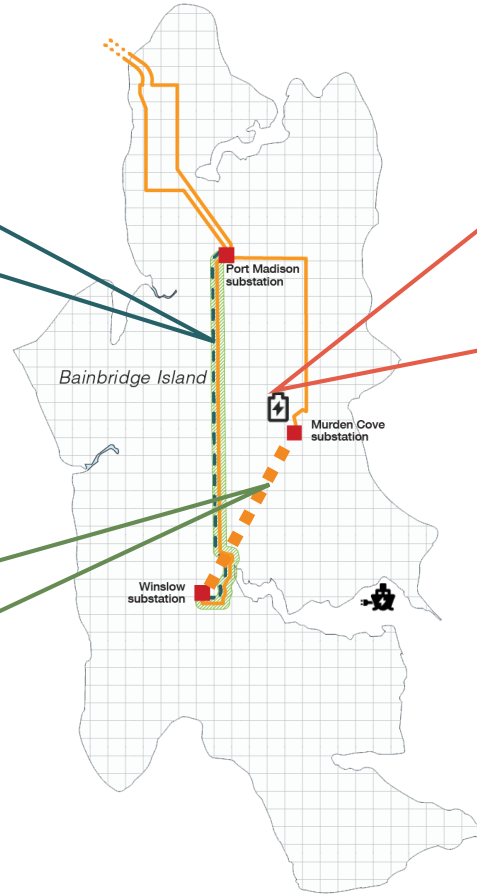 Port Madison
substation
Bainbridge Island
Murden Cove
substation
Winslow
substation